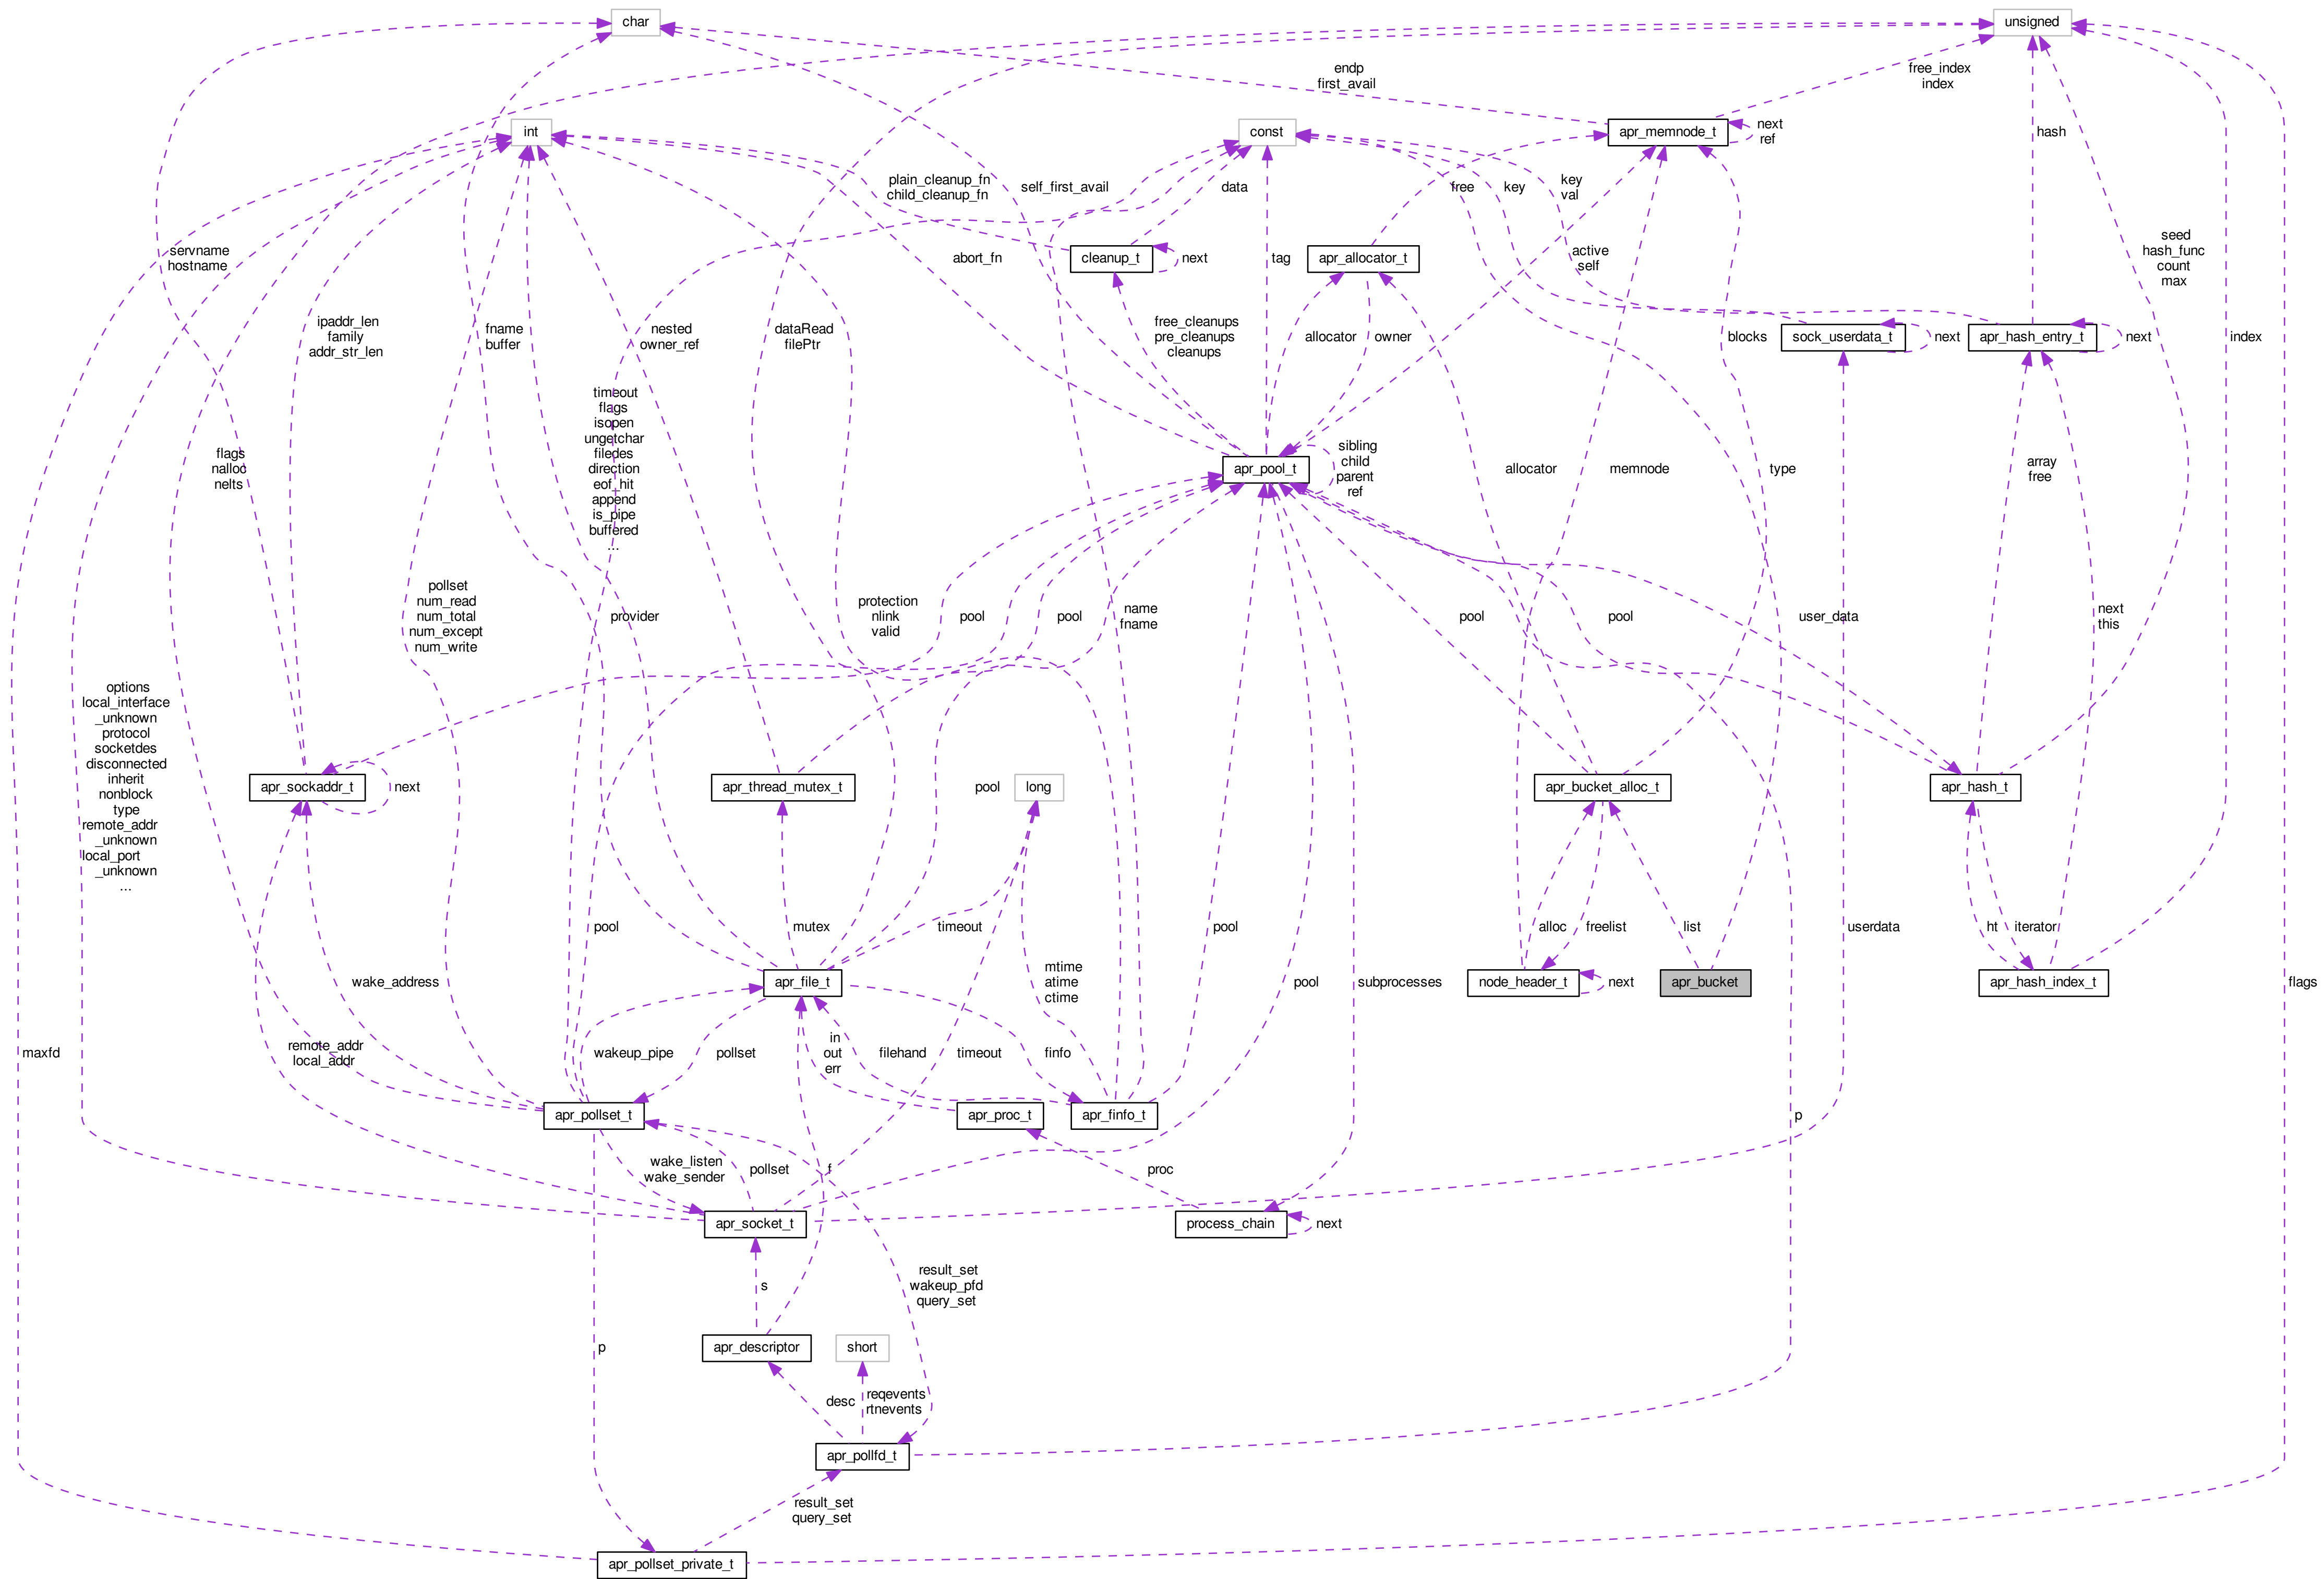 char
unsigned
endp
first_avail
free_index
index
int
const
apr_memnode_t
next
ref
hash
plain_cleanup_fn
child_cleanup_fn
self_first_avail
data
free
key
key
val
servname
hostname
abort_fn
cleanup_t
next
tag
apr_allocator_t
active
self
seed
hash_func
count
max
ipaddr_len
family
addr_str_len
fname
buffer
nested
owner_ref
dataRead
filePtr
free_cleanups
pre_cleanups
cleanups
allocator
owner
blocks
sock_userdata_t
next
apr_hash_entry_t
next
index
flags
nalloc
nelts
timeout
flags
isopen
ungetchar
filedes
direction
eof_hit
append
is_pipe
buffered
...
apr_pool_t
sibling
child
parent
ref
allocator
memnode
type
array
free
pollset
num_read
num_total
num_except
num_write
provider
protection
nlink
valid
pool
pool
name
fname
pool
pool
user_data
next
this
options
local_interface
_unknown
protocol
socketdes
disconnected
inherit
nonblock
type
remote_addr
_unknown
local_port
_unknown
...
apr_sockaddr_t
next
apr_thread_mutex_t
pool
long
apr_bucket_alloc_t
apr_hash_t
wake_address
pool
mutex
timeout
pool
alloc
freelist
list
userdata
ht
iterator
apr_file_t
mtime
atime
ctime
pool
subprocesses
node_header_t
next
apr_bucket
apr_hash_index_t
flags
maxfd
remote_addr
local_addr
wakeup_pipe
pollset
in
out
err
filehand
timeout
finfo
apr_pollset_t
apr_proc_t
apr_finfo_t
p
wake_listen
wake_sender
pollset
f
proc
apr_socket_t
process_chain
next
s
result_set
wakeup_pfd
query_set
p
apr_descriptor
short
desc
reqevents
rtnevents
apr_pollfd_t
result_set
query_set
apr_pollset_private_t